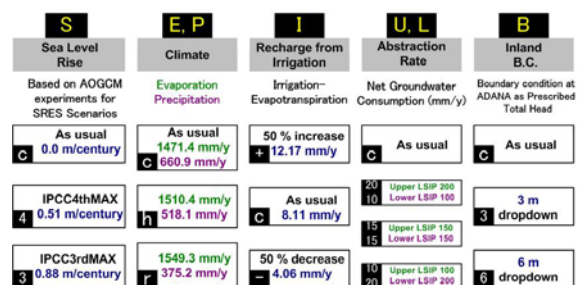 S
E, P
I
U, L
B
Sea Level
Rise
Climate
Recharge from
Irrigation
Abstraction
Rate
Inland
B.C.
Based on AOGCM
experiments for
SRES Scenarios
Evaporation
Precipitation
Irrigation-
Evapotranspiration
Net Groundwater
Consumption (mm/y)
Boundary condition at
ADANA as Prescribed
Total Head
As usual
C 0.0 m/century
As usual
1471.4 mm/y
C 660.9 mm/y
50 % increase
+ 12.17 mm/y
C As usual
C As usual
IPCC4thMAX
4 0.51 m/century
1510.4 mm/y
h 518.1 mm/y
As usual
C 8.11 mm/y
20 Upper LSIP 200
10 Lower LSIP 100
15 Upper LSIP 150
15 Lower LSIP 150
10 Upper LSIP 100
20 Lower LSIP 200
3 m
3 dropdown
IPCC3rdMAX
3 0.88 m/century
1549.3 mm/y
r 375.2 mm/y
50 % decrease
- 4.06 mm/y
6 m
6 dropdown